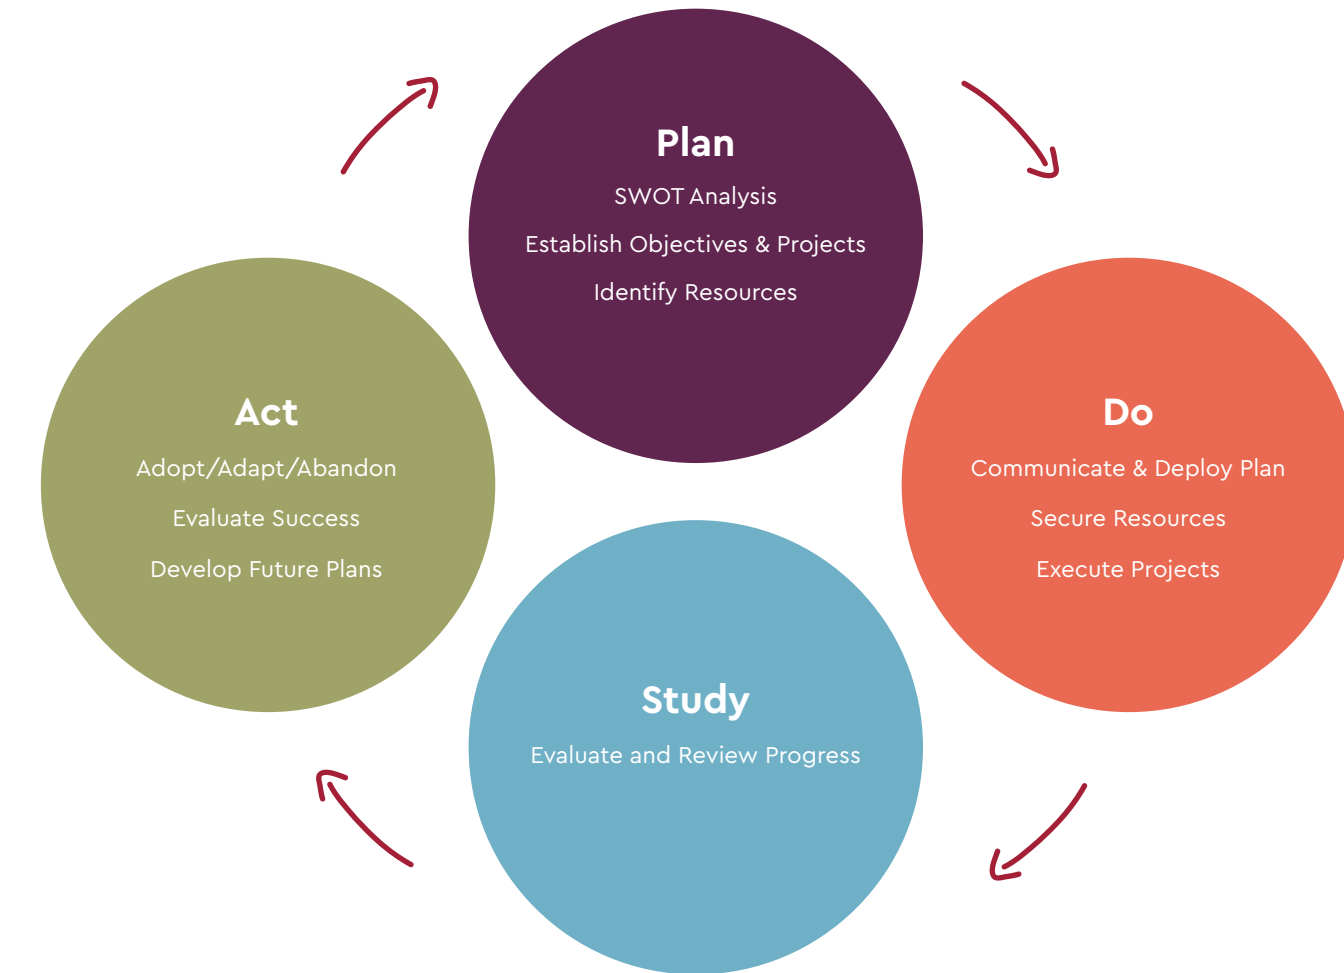 Plan
SWOT Analysis
Establish Objectives & Projects
Identify Resources
Do
Communicate & Deploy Plan
Secure Resources
Execute Projects
Study
Evaluate and Review Progress
Act
Adopt/Adapt/Abandon
Evaluate Success
Develop Future Plans